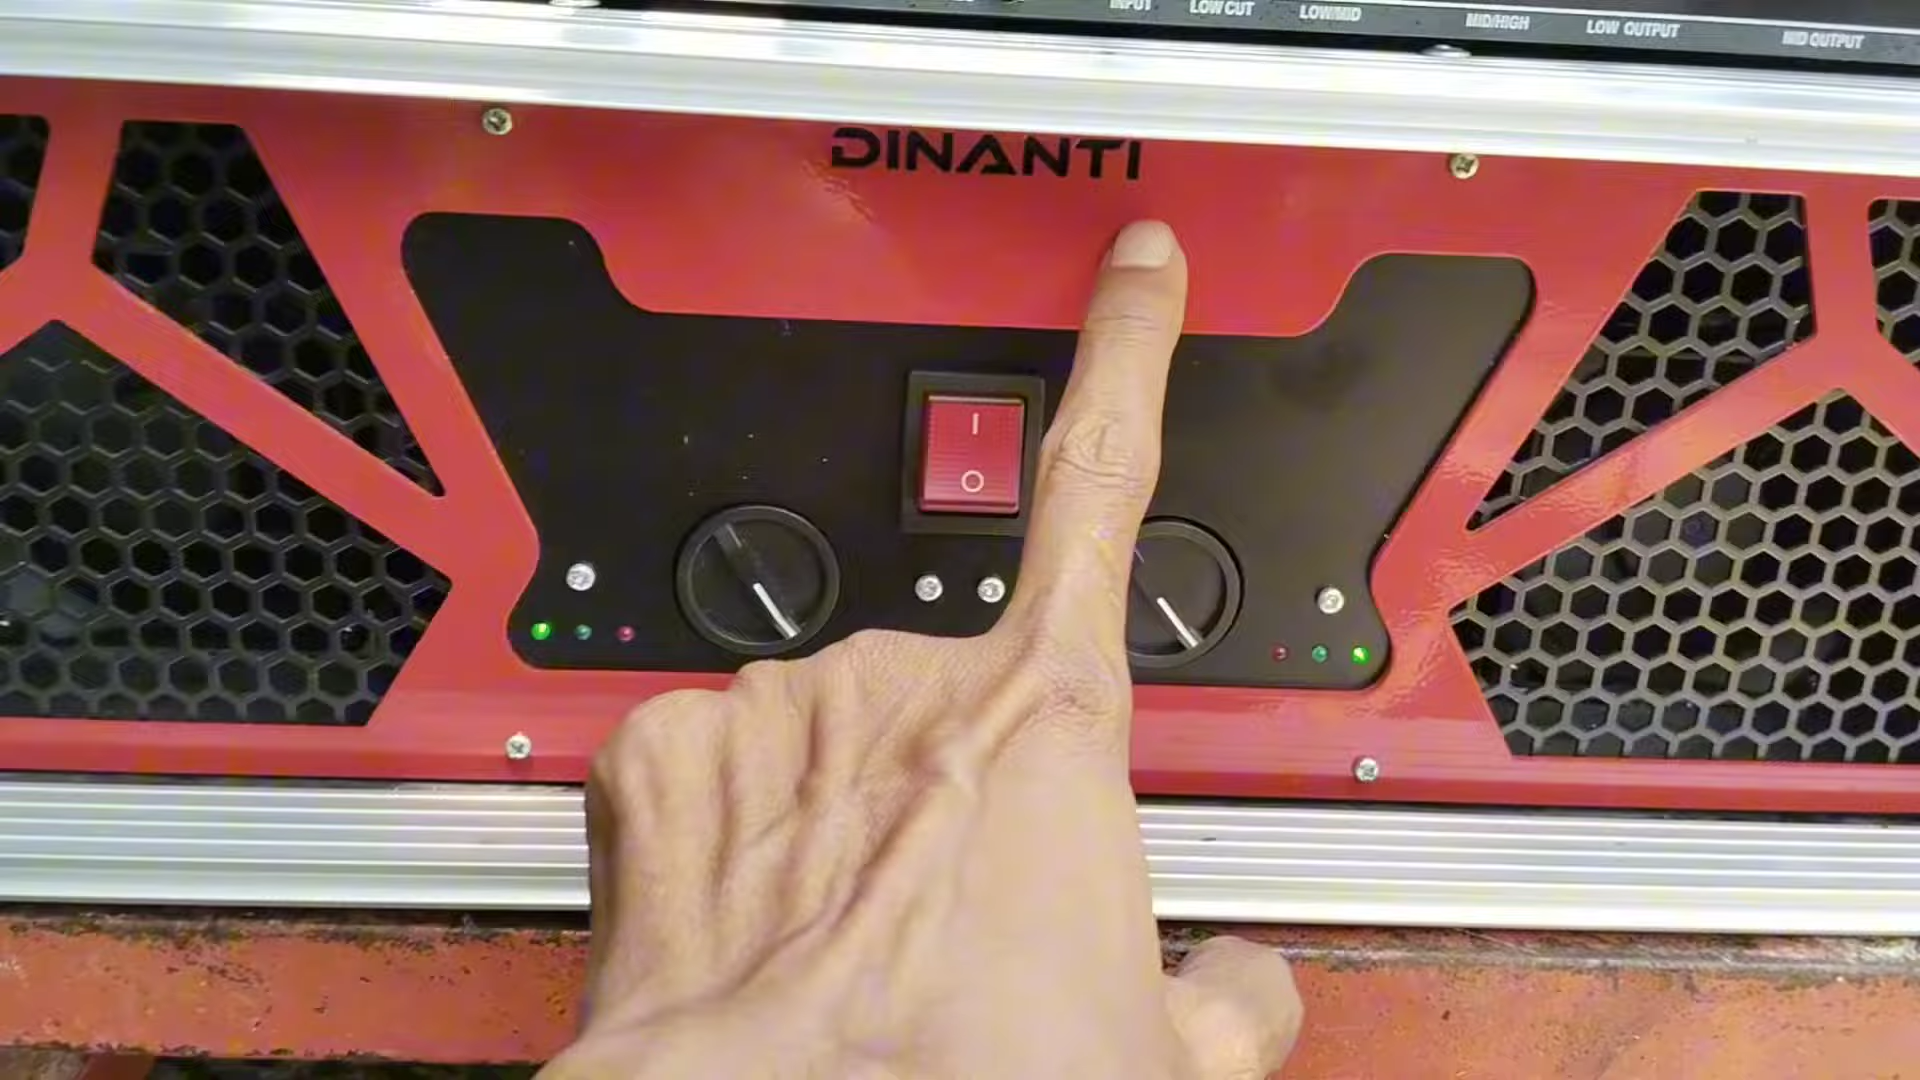 INPUT LOW CUT LOW/MID MID/HIGH LOW OUTPUT MID OUTPUT
DINANTI
I
O